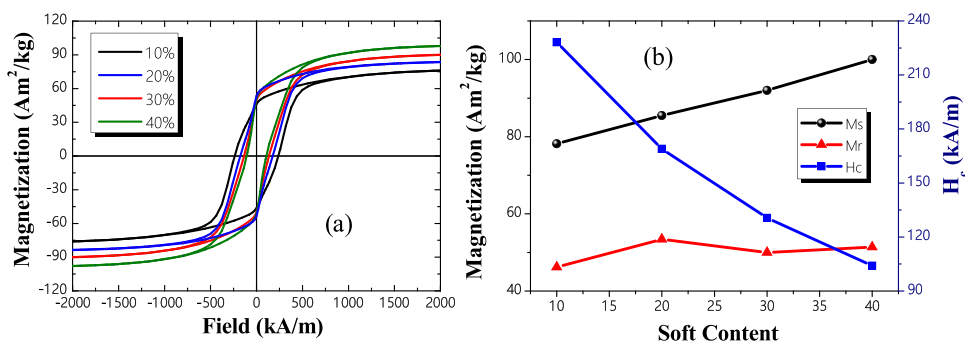 Magnetization (Am²/kg)
120
90
60
30
0
-30
-60
-90
-120
10%
20%
30%
40%
(a)
-2000 -1500 -1000 -500 0 500 1000 1500 2000
Field (kA/m)
Magnetization (Am²/kg)
100
80
60
40
(b)
Ms
Mr
Hc
240
210
180
150
120
90
H_c (kA/m)
10 15 20 25 30 35 40
Soft Content